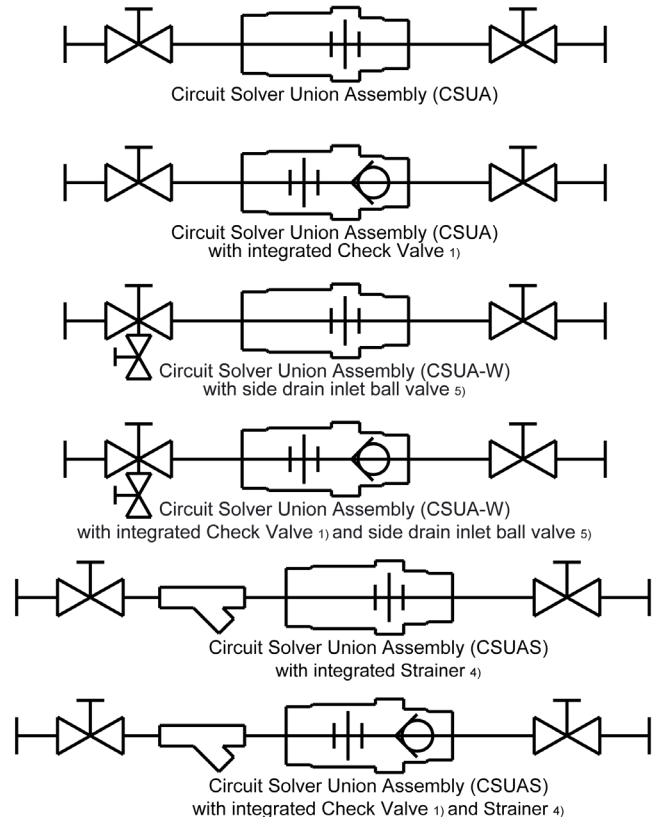 Circuit Solver Union Assembly (CSUA)
Circuit Solver Union Assembly (CSUA)
with integrated Check Valve 1)
Circuit Solver Union Assembly (CSUA-W)
with side drain inlet ball valve 5)
Circuit Solver Union Assembly (CSUA-W)
with integrated Check Valve 1) and side drain inlet ball valve 5)
Circuit Solver Union Assembly (CSUAS)
with integrated Strainer 4)
Circuit Solver Union Assembly (CSUAS)
with integrated Check Valve 1) and Strainer 4)